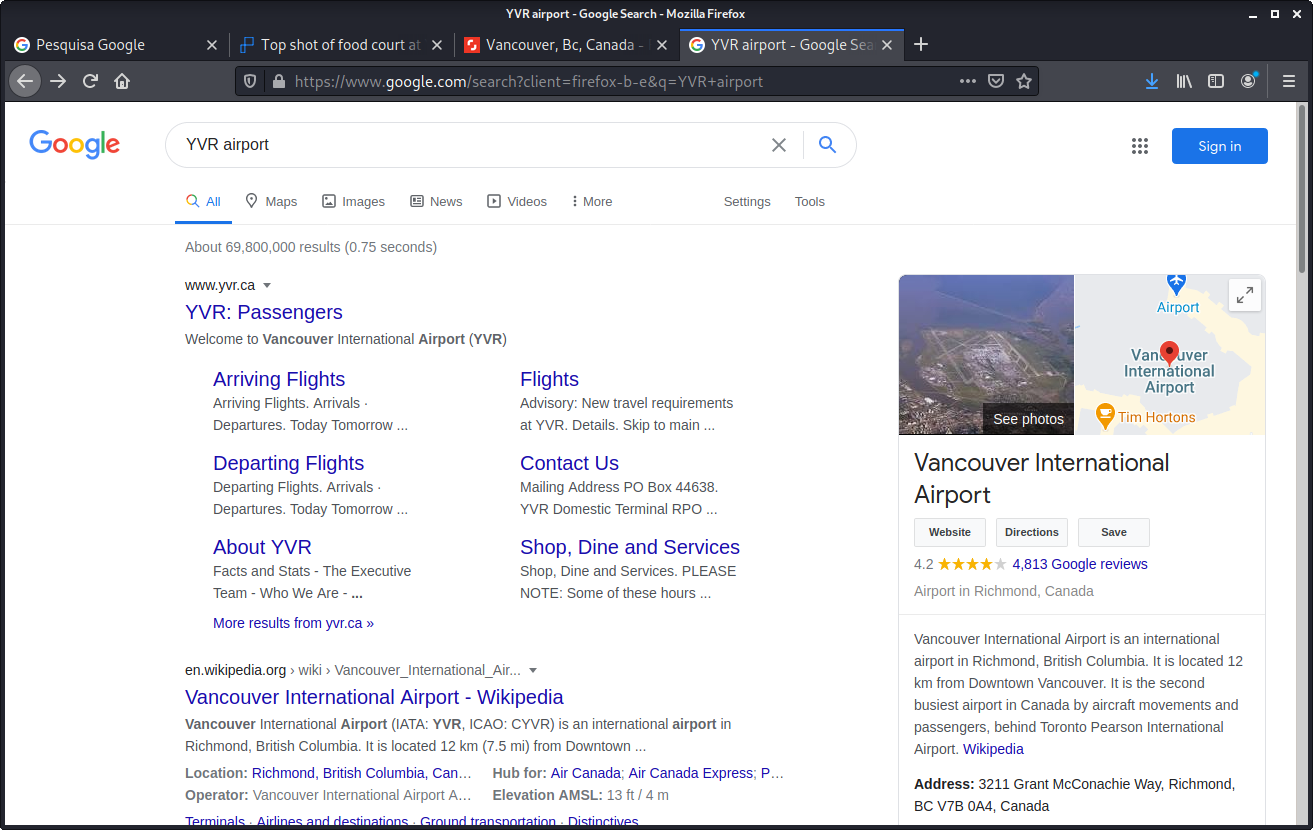 YVR airport - Google Search - Mozilla Firefox
Pesquisa Google
Top shot of food court at
Vancouver, Bc, Canada -
YVR airport - Google Sea
https://www.google.com/search?client=firefox-b-e&q=YVR+airport
Google
YVR airport
Sign in
All
Maps
Images
News
Videos
More
Settings
Tools
About 69,800,000 results (0.75 seconds)
www.yvr.ca
YVR: Passengers
Welcome to Vancouver International Airport (YVR)
Arriving Flights
Arriving Flights. Arrivals ·
Departures. Today Tomorrow ...
Flights
Advisory: New travel requirements
at YVR. Details. Skip to main ...
Departing Flights
Departing Flights. Arrivals ·
Departures. Today Tomorrow ...
Contact Us
Mailing Address PO Box 44638.
YVR Domestic Terminal RPO ...
About YVR
Facts and Stats - The Executive
Team - Who We Are - ...
Shop, Dine and Services
Shop, Dine and Services. PLEASE
NOTE: Some of these hours ...
More results from yvr.ca »
en.wikipedia.org › wiki › Vancouver_International_Air...
Vancouver International Airport - Wikipedia
Vancouver International Airport (IATA: YVR, ICAO: CYVR) is an international airport in
Richmond, British Columbia. It is located 12 km (7.5 mi) from Downtown ...
Location: Richmond, British Columbia, Can…
Hub for: Air Canada; Air Canada Express; P…
Operator: Vancouver International Airport A…
Elevation AMSL: 13 ft / 4 m
Terminals · Airlines and destinations · Ground transportation · Distinctives
See photos
Airport
Vancouver
International
Airport
Tim Hortons
Vancouver International
Airport
Website
Directions
Save
4.2
4,813 Google reviews
Airport in Richmond, Canada
Vancouver International Airport is an international
airport in Richmond, British Columbia. It is located 12
km from Downtown Vancouver. It is the second
busiest airport in Canada by aircraft movements and
passengers, behind Toronto Pearson International
Airport. Wikipedia
Address: 3211 Grant McConachie Way, Richmond,
BC V7B 0A4, Canada